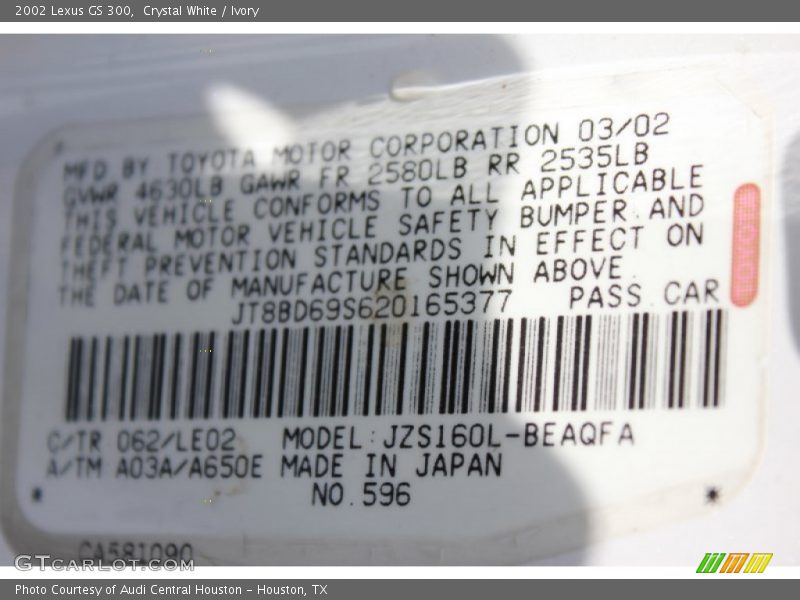 2002 Lexus GS 300,  Crystal White / Ivory
MFD BY TOYOTA MOTOR CORPORATION 03/02
GVWR 4630LB GAWR FR 2580LB RR 2535LB
THIS VEHICLE CONFORMS TO ALL APPLICABLE
FEDERAL MOTOR VEHICLE SAFETY BUMPER AND
THEFT PREVENTION STANDARDS IN EFFECT ON
THE DATE OF MANUFACTURE SHOWN ABOVE.
JT8BD69S620165377 PASS.CAR
C/TR 062/LE02 MODEL:JZS160L-BEAQFA
A/TM A03A/A650E MADE IN JAPAN
NO.596
CA581090
GTCarLot.com
Photo Courtesy of Audi Central Houston - Houston, TX